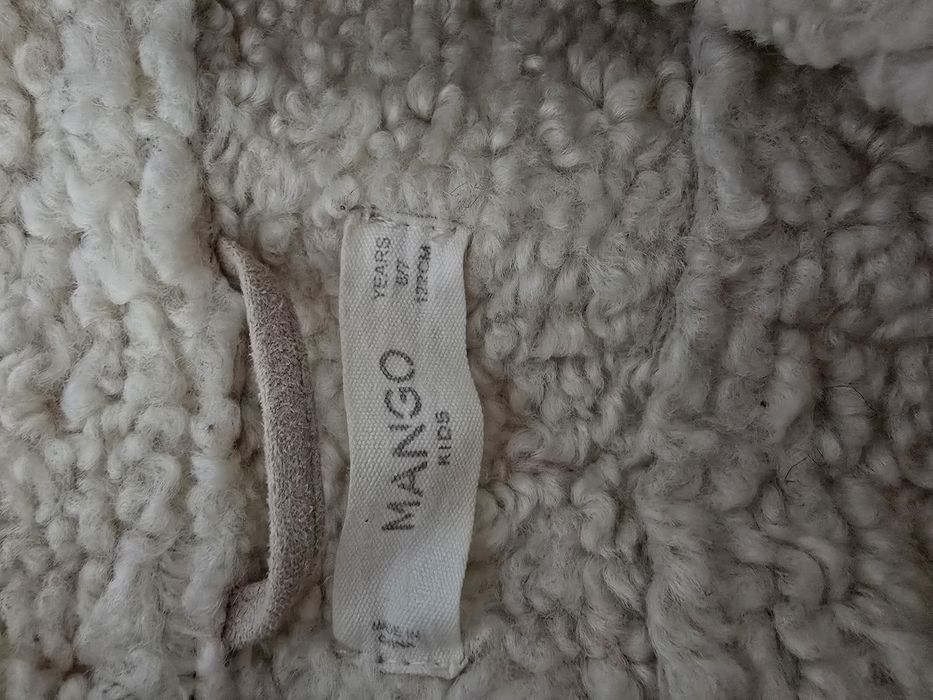 YEARS
6/7
122CM
MANGO
KIDS